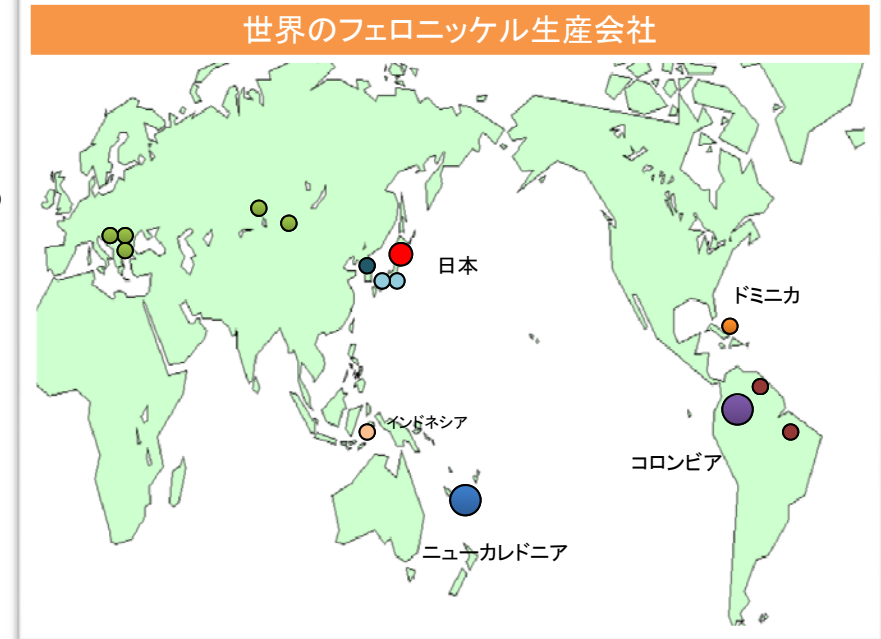 世界のフェロニッケル生産会社
日本
ドミニカ
インドネシア
コロンビア
ニューカレドニア